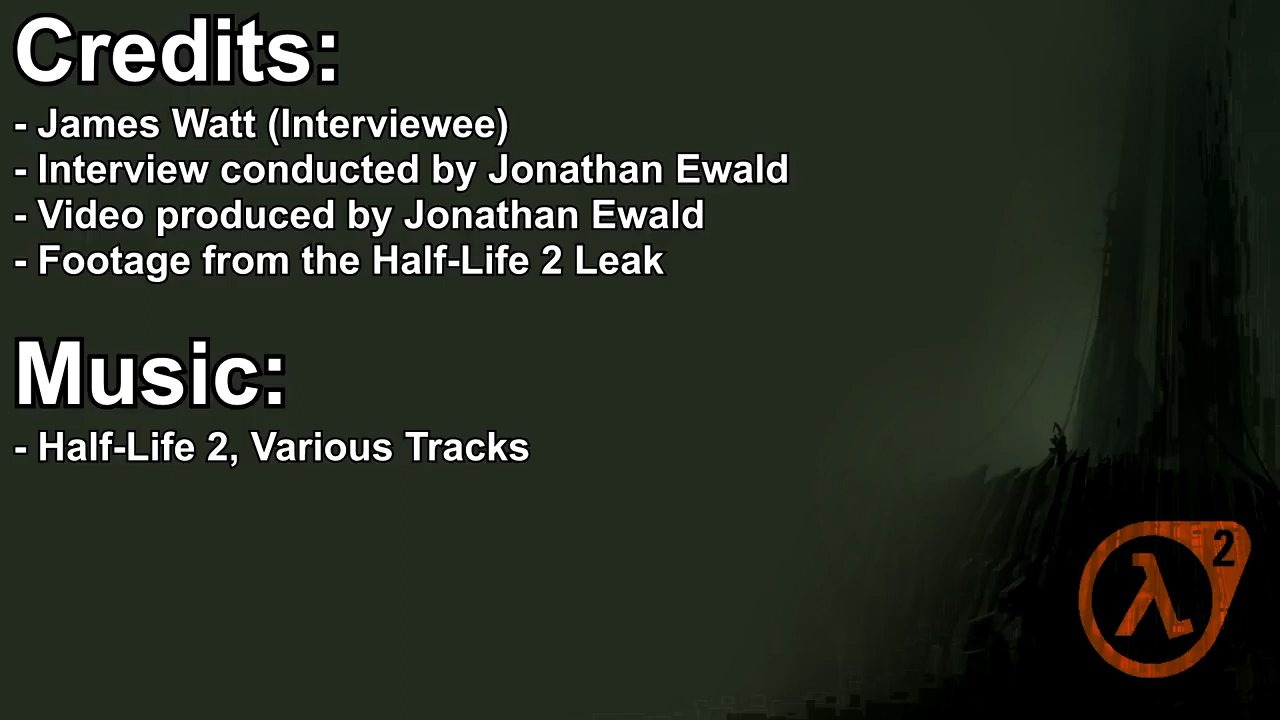 Credits:
- James Watt (Interviewee)
- Interview conducted by Jonathan Ewald
- Video produced by Jonathan Ewald
- Footage from the Half-Life 2 Leak
Music:
- Half-Life 2, Various Tracks
λ2